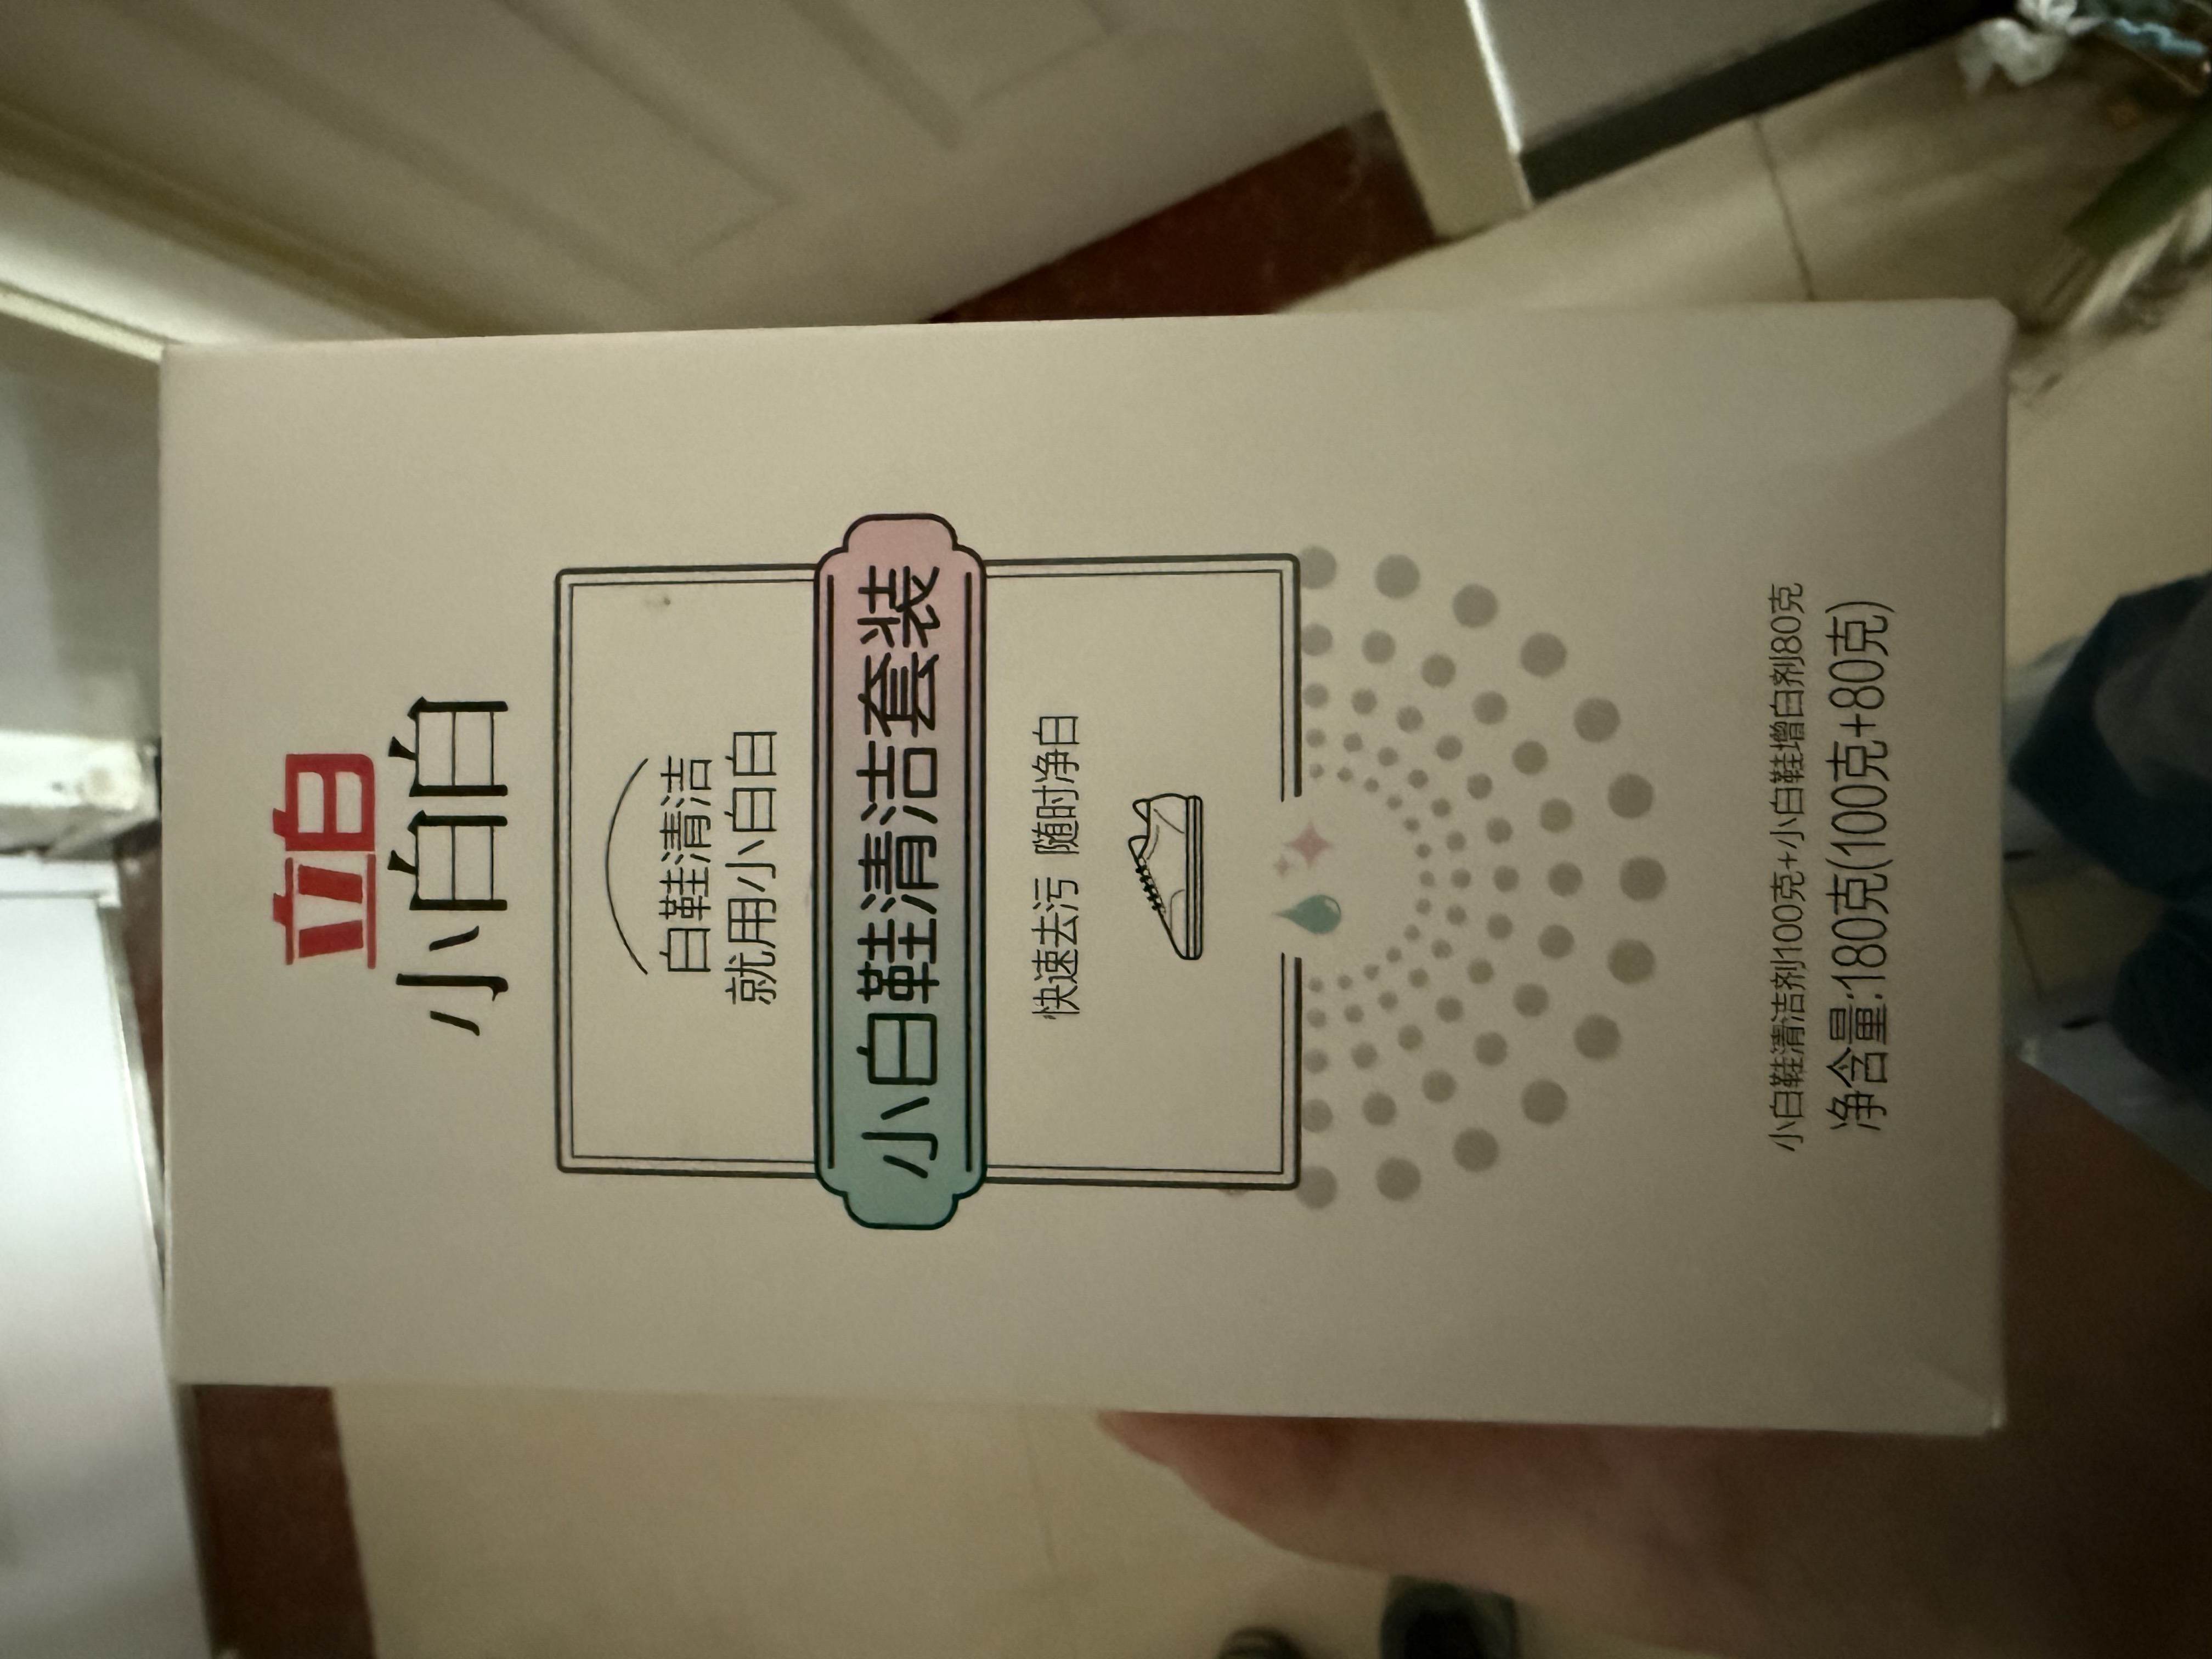 立白
小白白
白鞋清洁
就用小白白
小白鞋清洁套装
快速去污 随时净白
小白鞋清洁剂100克+小白鞋增白剂80克
净含量:180克(100克+80克)